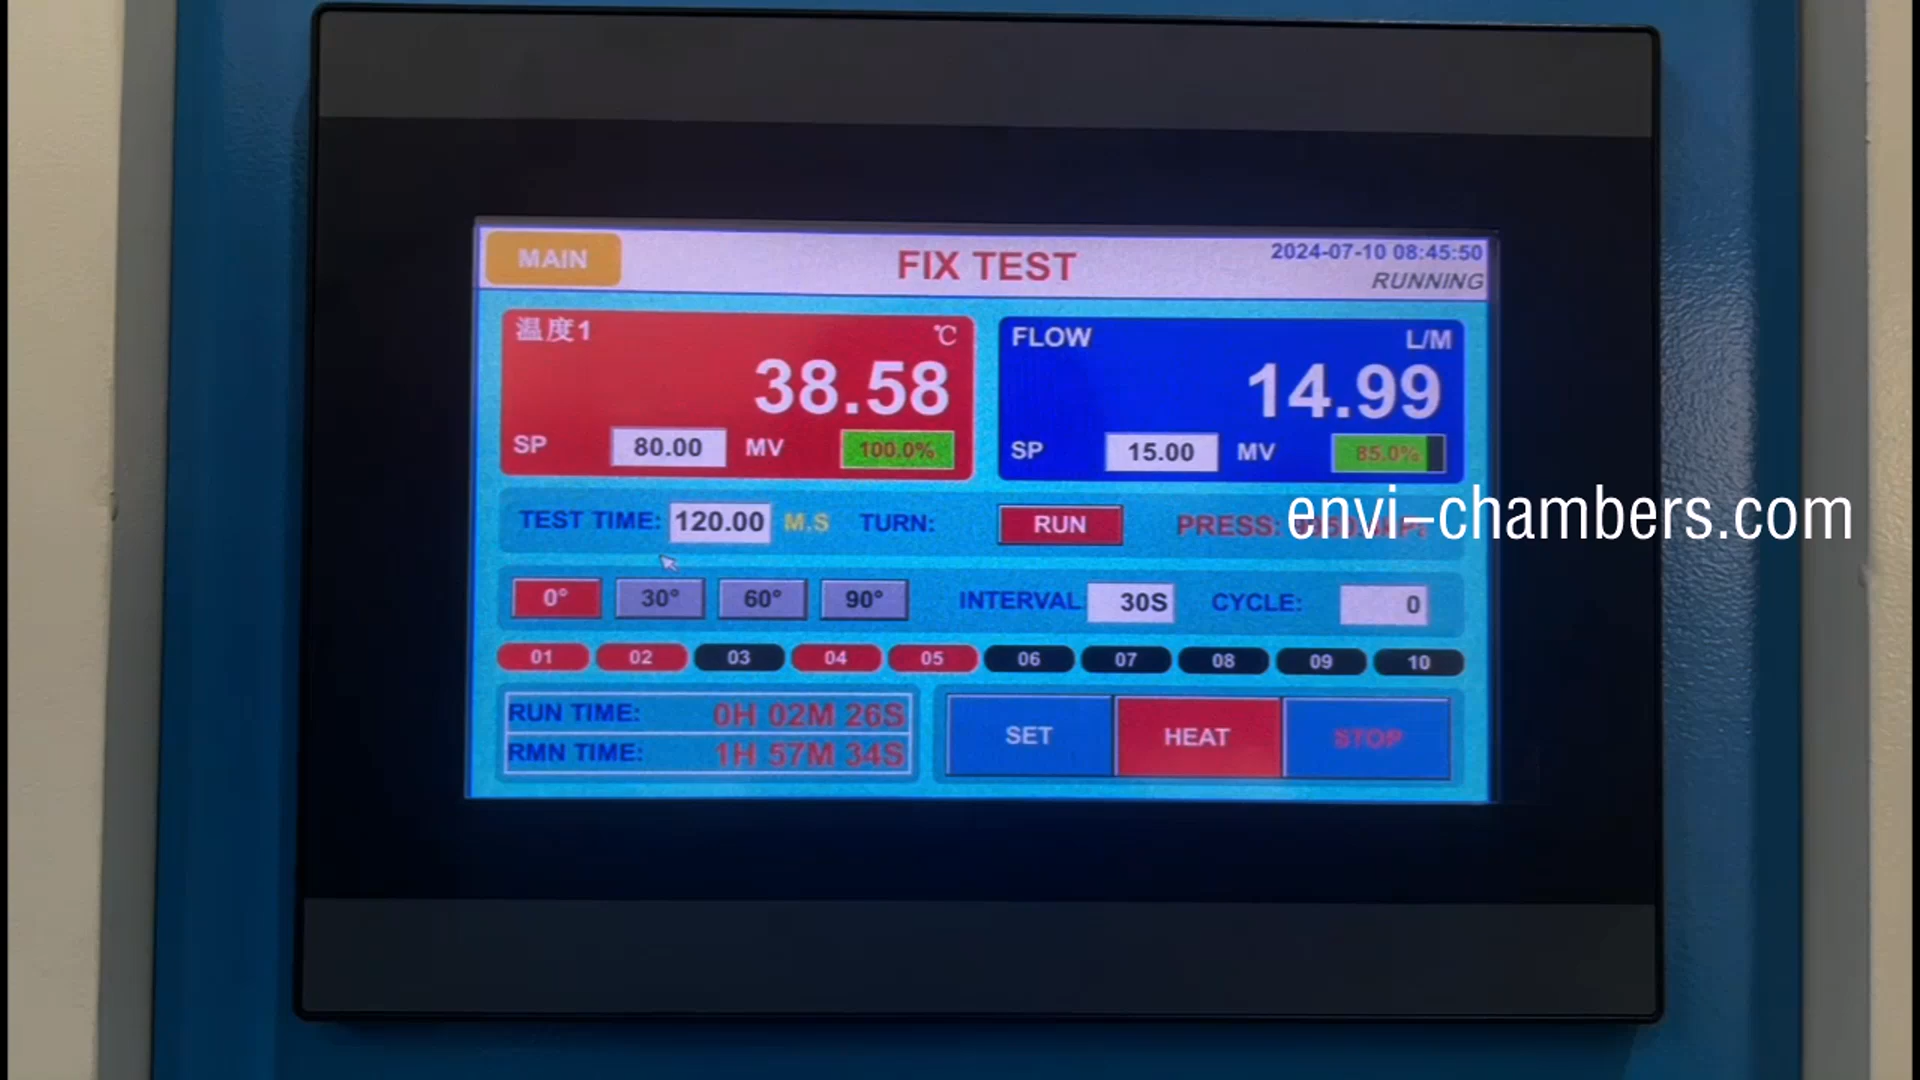 MAIN
FIX TEST
2024-07-10 08:45:50
RUNNING
温度1 ℃
38.58
SP 80.00 MV 100.0%
FLOW L/M
14.99
SP 15.00 MV 85.0%
TEST TIME: 120.00 M.S TURN: RUN PRESS:
envi-chambers.com
0° 30° 60° 90° INTERVAL 30S CYCLE: 0
01 02 03 04 05 06 07 08 09 10
RUN TIME: 0H 02M 26S
RMN TIME: 1H 57M 34S
SET HEAT STOP